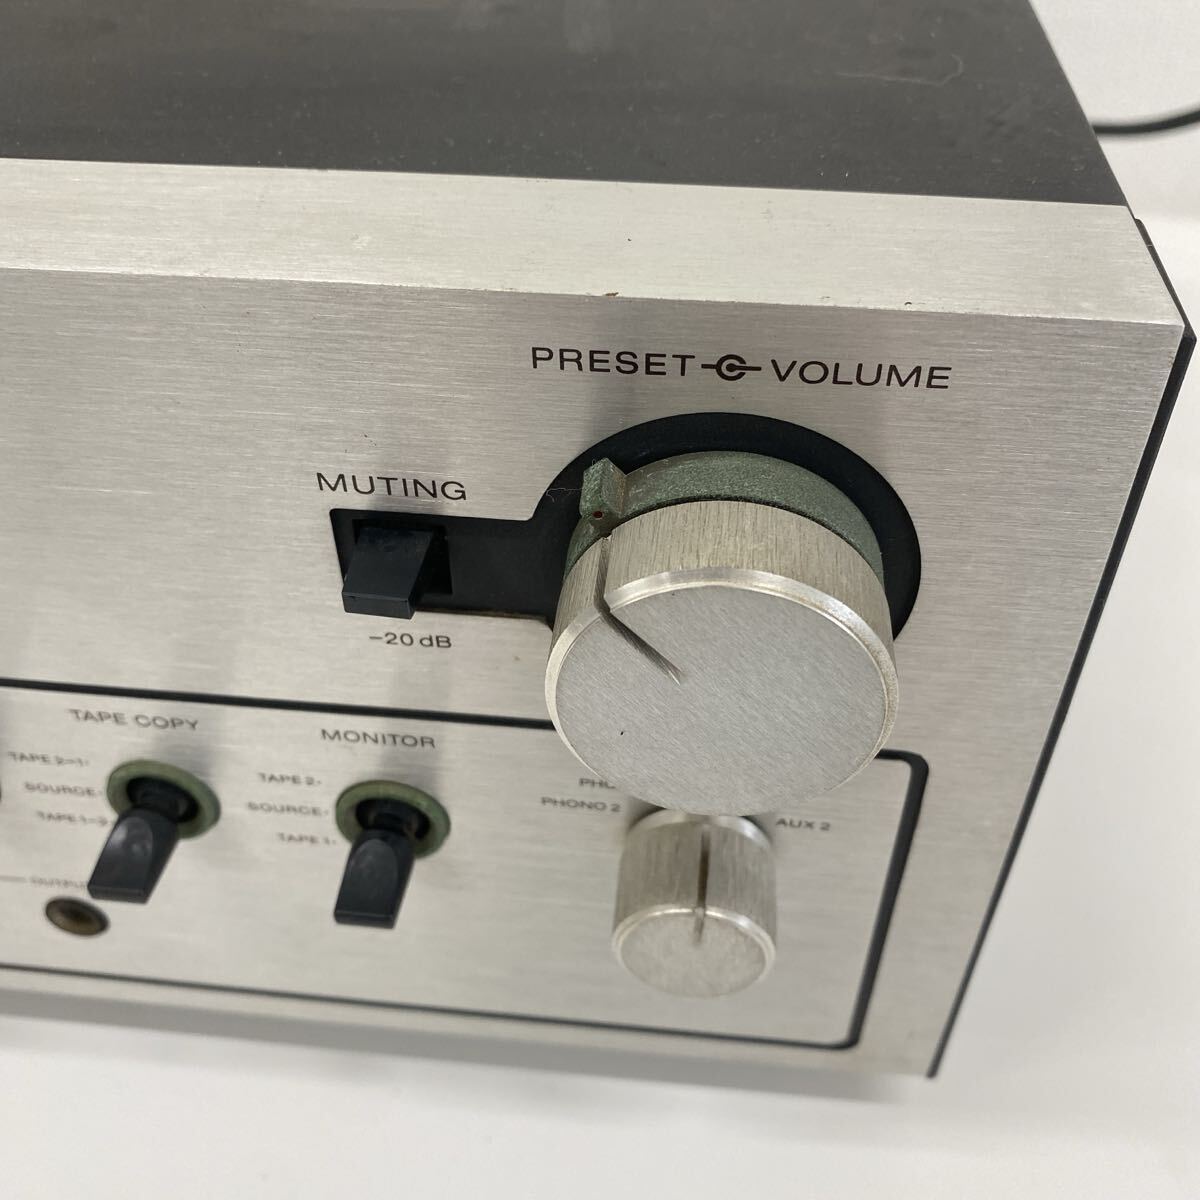 PRESET VOLUME
MUTING
-20 dB
TAPE COPY
TAPE 2→1
SOURCE
TAPE 1→2
MONITOR
TAPE 2
SOURCE
TAPE 1
PHONO 2
AUX 2